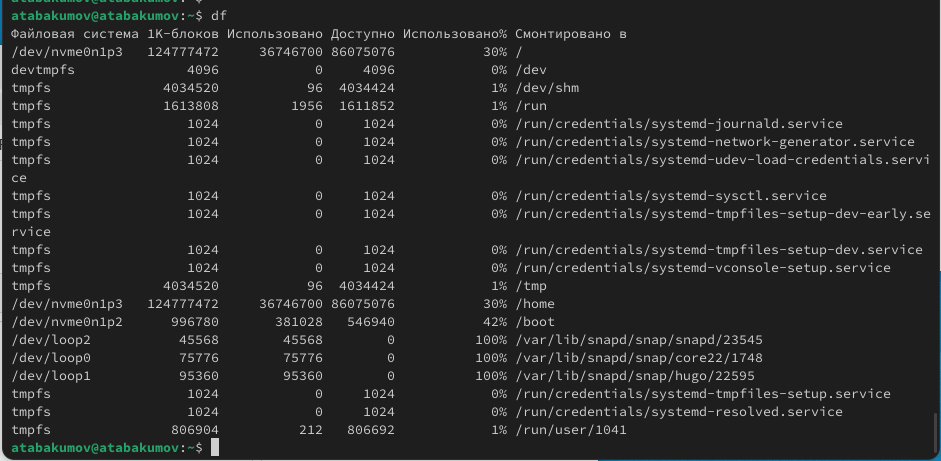 atabakumov@atabakumov:~$ df
Файловая система 1K-блоков Использовано Доступно Использовано% Смонтировано в
/dev/nvme0n1p3 124777472 36746700 86075076 30% /
devtmpfs 4096 0 4096 0% /dev
tmpfs 4034520 96 4034424 1% /dev/shm
tmpfs 1613808 1956 1611852 1% /run
tmpfs 1024 0 1024 0% /run/credentials/systemd-journald.service
tmpfs 1024 0 1024 0% /run/credentials/systemd-network-generator.service
tmpfs 1024 0 1024 0% /run/credentials/systemd-udev-load-credentials.servi
ce
tmpfs 1024 0 1024 0% /run/credentials/systemd-sysctl.service
tmpfs 1024 0 1024 0% /run/credentials/systemd-tmpfiles-setup-dev-early.se
rvice
tmpfs 1024 0 1024 0% /run/credentials/systemd-tmpfiles-setup-dev.service
tmpfs 1024 0 1024 0% /run/credentials/systemd-vconsole-setup.service
tmpfs 4034520 96 4034424 1% /tmp
/dev/nvme0n1p3 124777472 36746700 86075076 30% /home
/dev/nvme0n1p2 996780 381028 546940 42% /boot
/dev/loop2 45568 45568 0 100% /var/lib/snapd/snap/snapd/23545
/dev/loop0 75776 75776 0 100% /var/lib/snapd/snap/core22/1748
/dev/loop1 95360 95360 0 100% /var/lib/snapd/snap/hugo/22595
tmpfs 1024 0 1024 0% /run/credentials/systemd-tmpfiles-setup.service
tmpfs 1024 0 1024 0% /run/credentials/systemd-resolved.service
tmpfs 806904 212 806692 1% /run/user/1041
atabakumov@atabakumov:~$